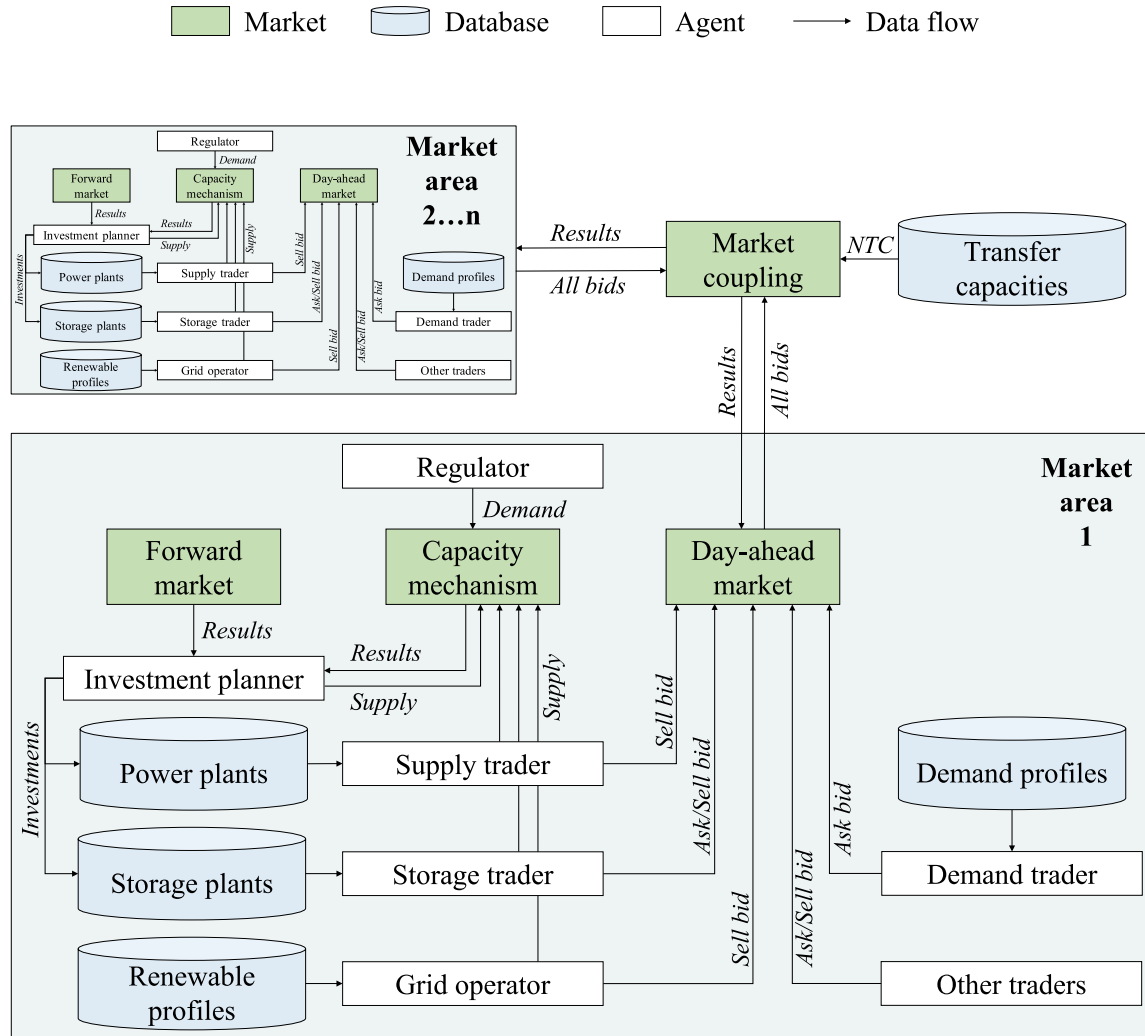 Market
Database
Agent
Data flow
Regulator
Demand
Market
area
2…n
Forward
market
Capacity
mechanism
Day-ahead
market
Results
Results
Supply
Supply
Sell bid
Ask/Sell bid
Sell bid
Ask/Sell bid
Ask bid
Investment planner
Investments
Power plants
Supply trader
Demand profiles
Storage plants
Storage trader
Demand trader
Renewable
profiles
Grid operator
Other traders
Results
All bids
Market
coupling
NTC
Transfer
capacities
Results
All bids
Regulator
Market
area
1
Demand
Forward
market
Capacity
mechanism
Day-ahead
market
Results
Results
Investment planner
Supply
Supply
Sell bid
Ask/Sell bid
Sell bid
Ask/Sell bid
Ask bid
Investments
Power plants
Supply trader
Demand profiles
Storage plants
Storage trader
Demand trader
Renewable
profiles
Grid operator
Other traders